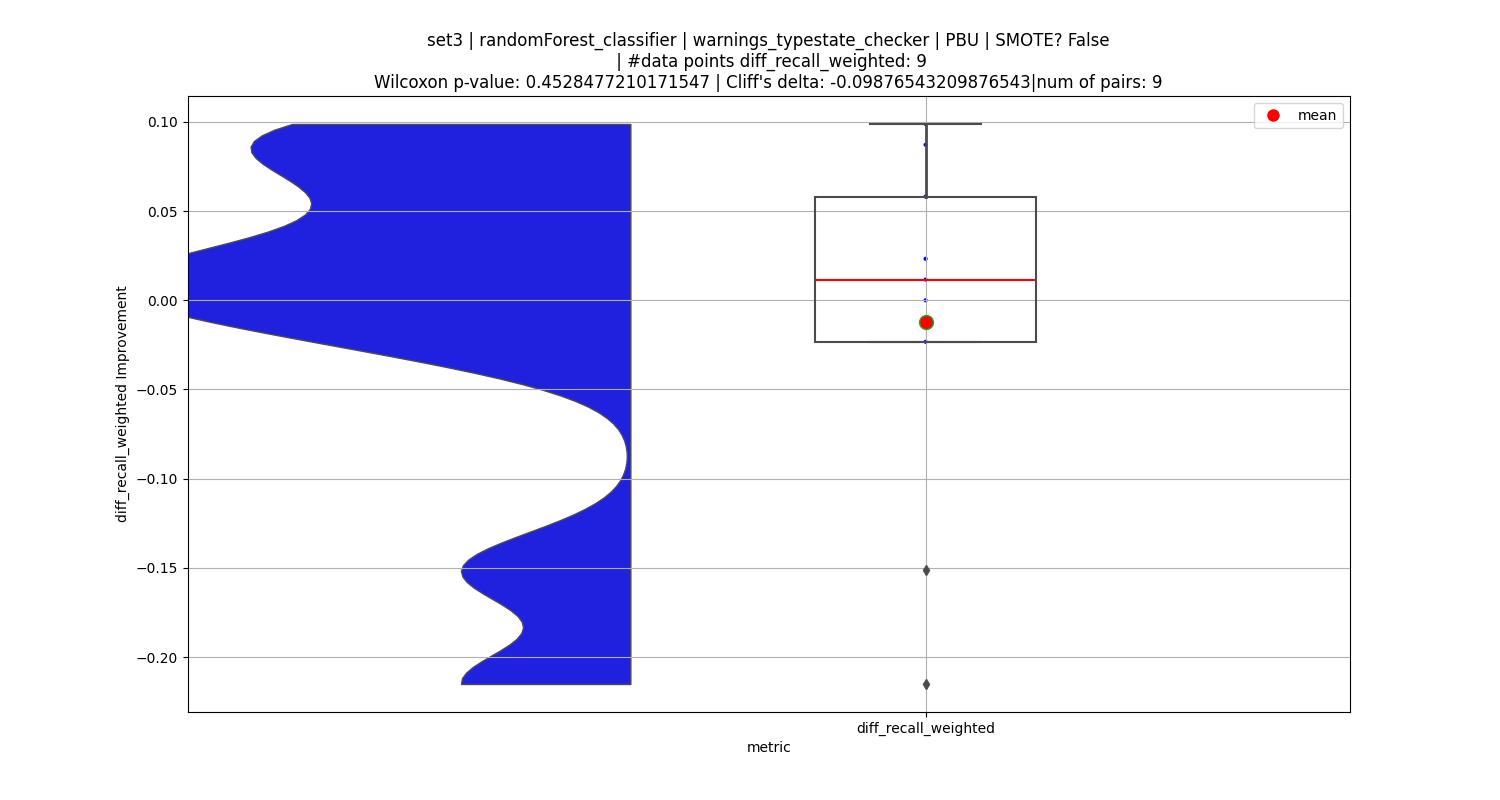 set3 | randomForest_classifier | warnings_typestate_checker | PBU | SMOTE? False
| #data points diff_recall_weighted: 9
Wilcoxon p-value: 0.4528477210171547 | Cliff's delta: -0.09876543209876543|num of pairs: 9
mean
0.10
0.05
0.00
−0.05
−0.10
−0.15
−0.20
diff_recall_weighted Improvement
diff_recall_weighted
metric